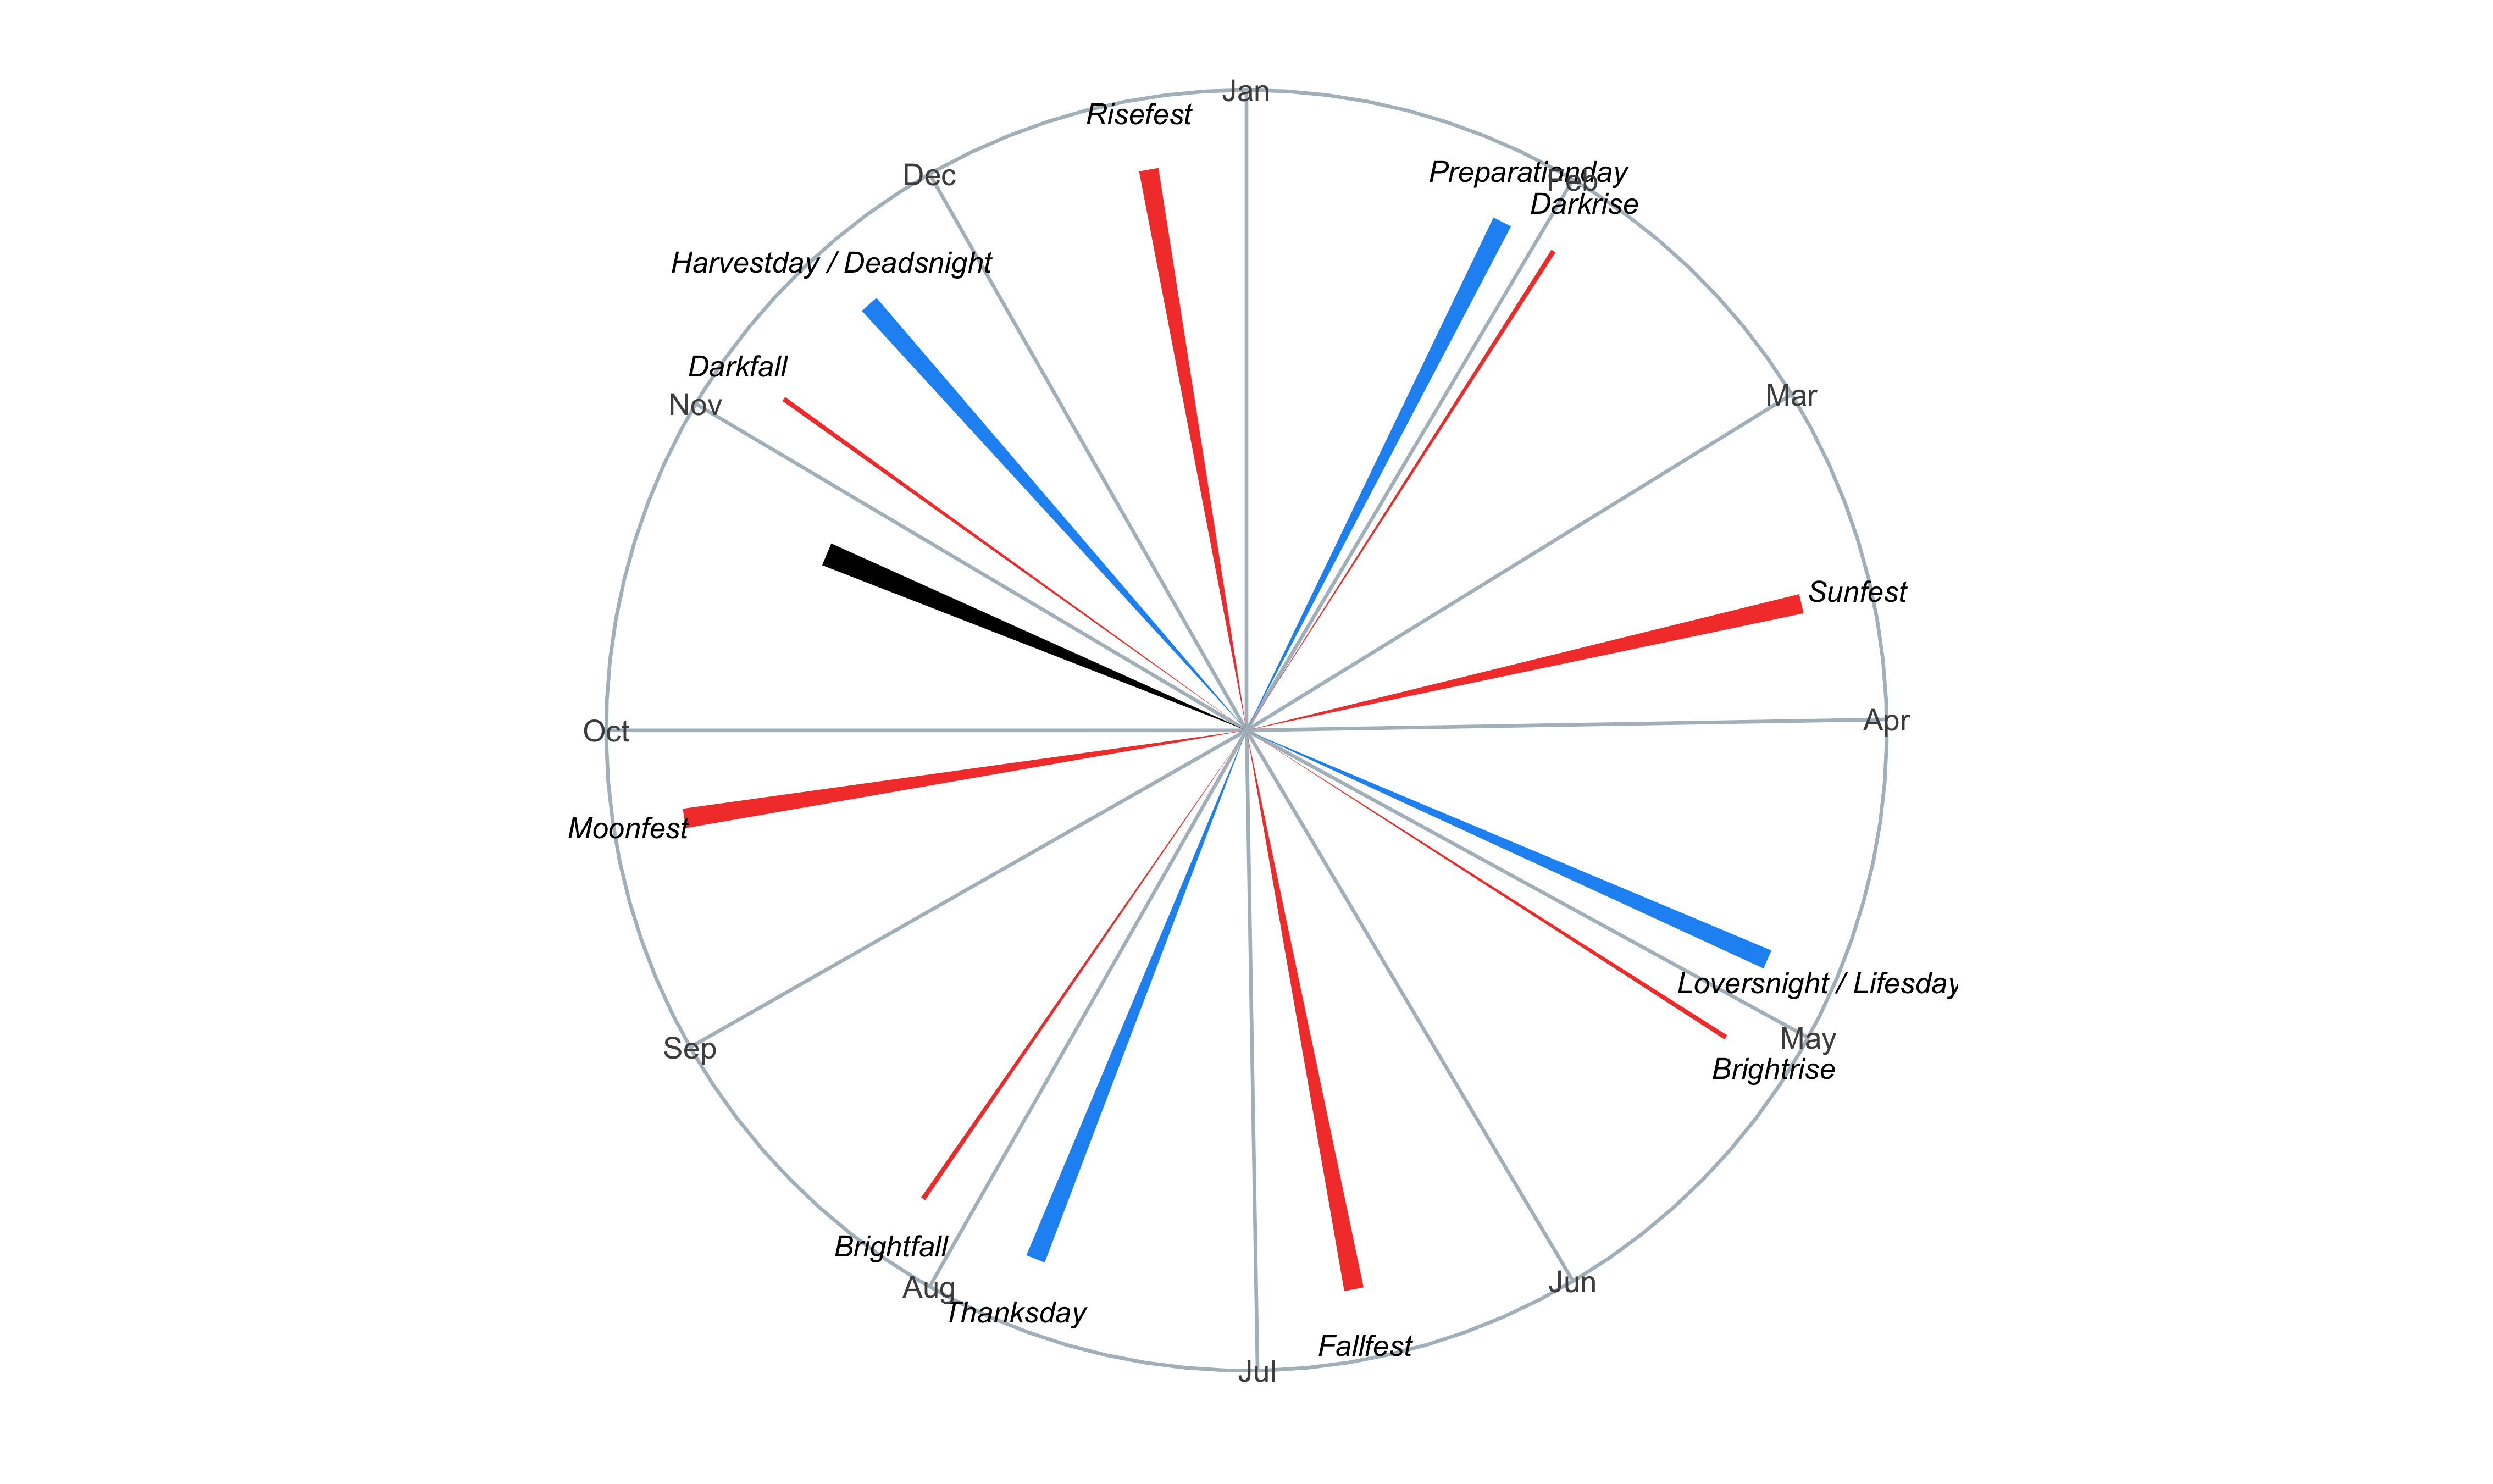 Jan
Risefest
Preparationday
Feb
Dec
Darkrise
Harvestday / Deadsnight
Darkfall
Mar
Nov
Sunfest
Apr
Oct
Moonfest
Loversnight / Lifesday
May
Sep
Brightrise
Brightfall
Jun
Aug
Thanksday
Fallfest
Jul